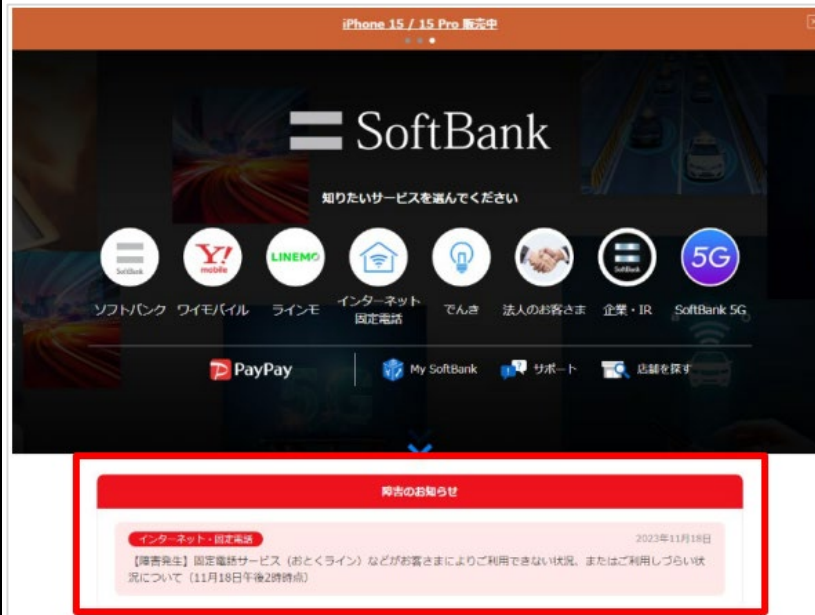 iPhone 15 / 15 Pro 販売中
SoftBank
知りたいサービスを選んでください
SoftBank
Y!
mobile
LINEMO
SoftBank
5G
ソフトバンク
ワイモバイル
ラインモ
インターネット
固定電話
でんき
法人のお客さま
企業・IR
SoftBank 5G
PayPay
My SoftBank
サポート
店舗を探す
障害のお知らせ
インターネット・固定電話
2023年11月18日
【障害発生】固定電話サービス（おとくライン）などがお客さまによりご利用できない状況、またはご利用しづらい状
況について（11月18日午後2時時点）